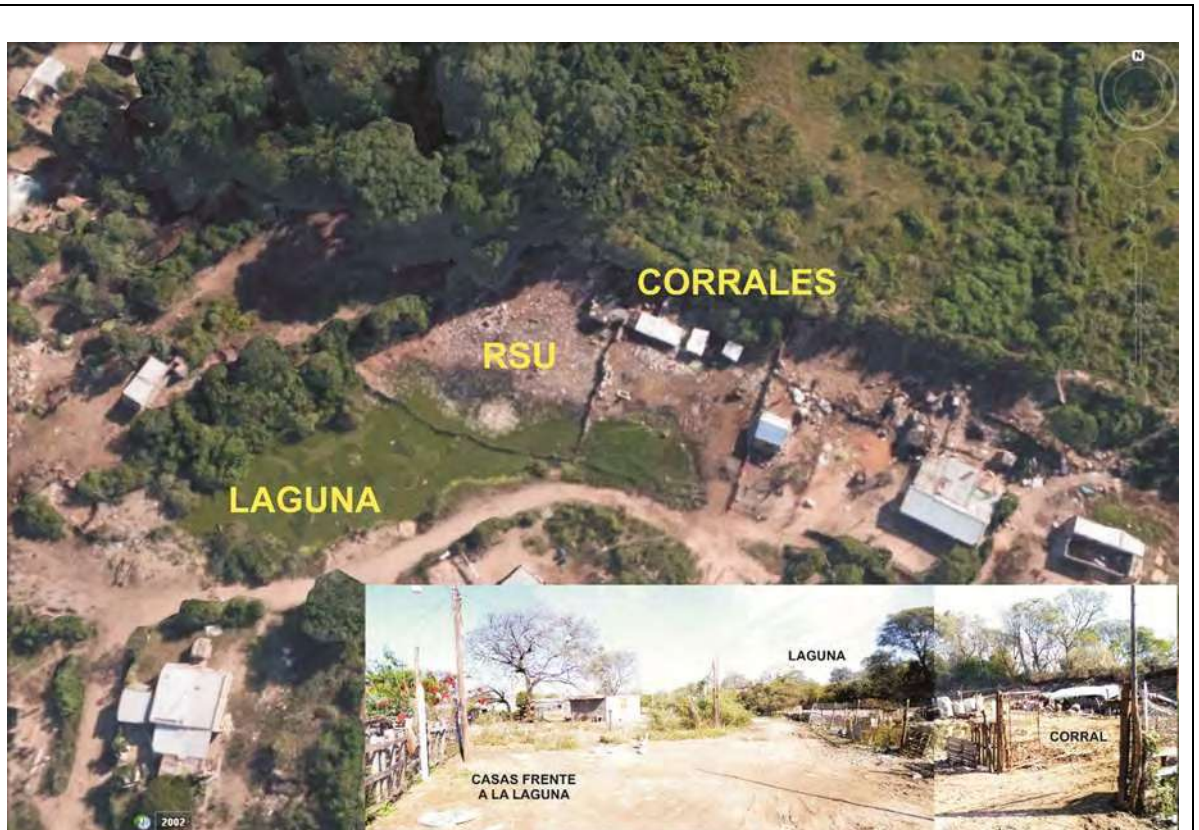 N
CORRALES
RSU
LAGUNA
LAGUNA
CORRAL
CASAS FRENTE
A LA LAGUNA
2002